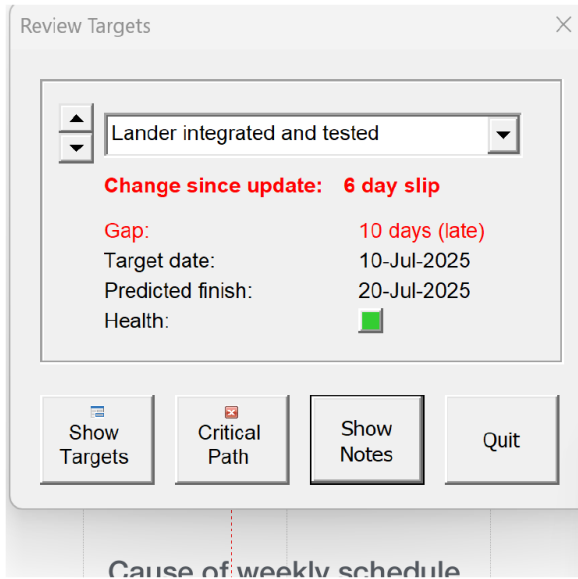 Review Targets
Lander integrated and tested
Change since update: 6 day slip
Gap: 10 days (late)
Target date: 10-Jul-2025
Predicted finish: 20-Jul-2025
Health:
Show Targets
Critical Path
Show Notes
Quit
Cause of weekly schedule